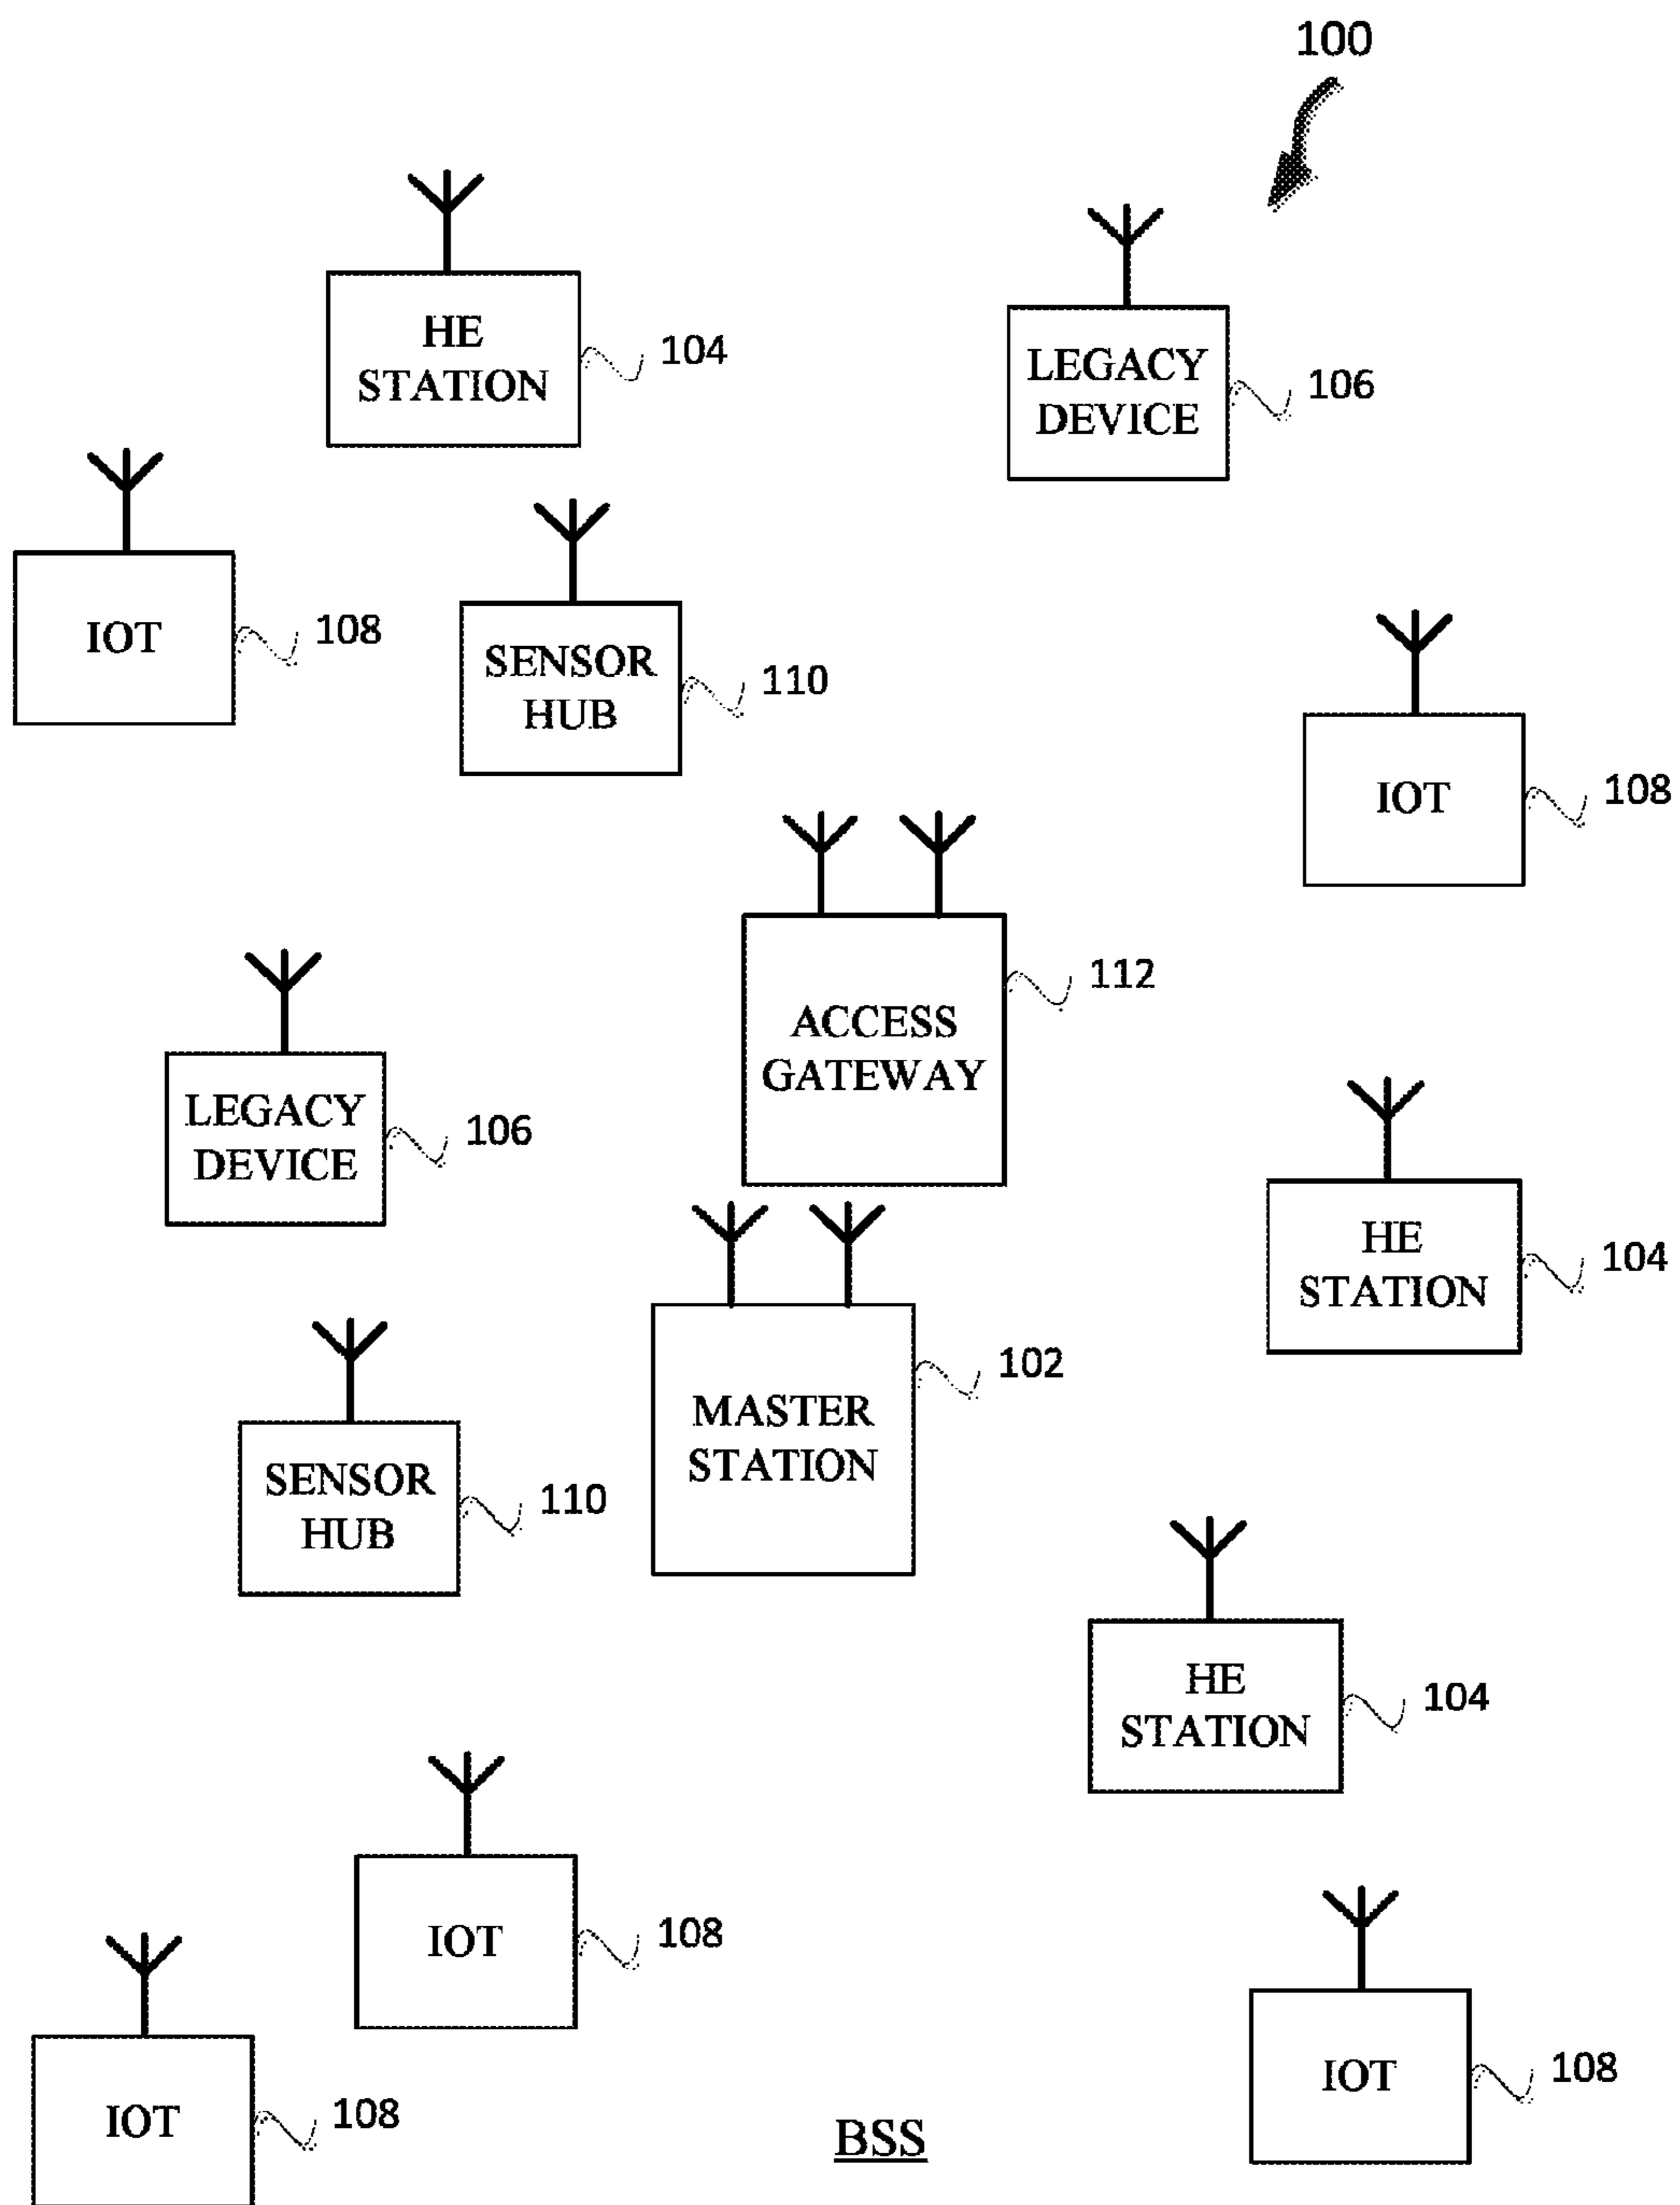 100
HE
STATION
104
LEGACY
DEVICE
106
IOT
108
SENSOR
HUB
110
IOT
108
ACCESS
GATEWAY
112
LEGACY
DEVICE
106
HE
STATION
104
MASTER
STATION
102
SENSOR
HUB
110
HE
STATION
104
IOT
108
IOT
108
IOT
108
BSS